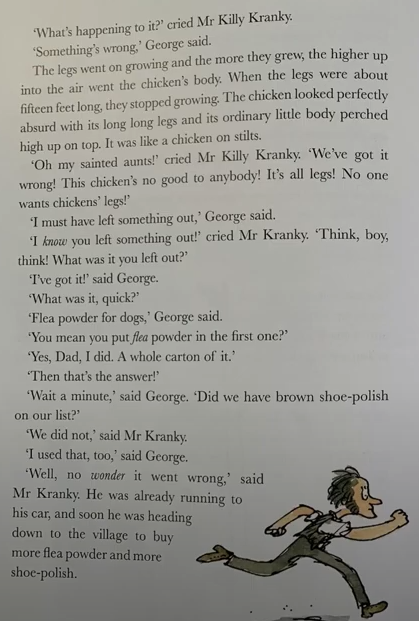 ‘What’s happening to it?’ cried Mr Killy Kranky.
‘Something’s wrong,’ George said.
The legs went on growing and the more they grew, the higher up
into the air went the chicken’s body. When the legs were about
fifteen feet long, they stopped growing. The chicken looked perfectly
absurd with its long long legs and its ordinary little body perched
high up on top. It was like a chicken on stilts.
‘Oh my sainted aunts!’ cried Mr Killy Kranky. ‘We’ve got it
wrong! This chicken’s no good to anybody! It’s all legs! No one
wants chickens’ legs!’
‘I must have left something out,’ George said.
‘I know you left something out!’ cried Mr Kranky. ‘Think, boy,
think! What was it you left out?’
‘I’ve got it!’ said George.
‘What was it, quick?’
‘Flea powder for dogs,’ George said.
‘You mean you put flea powder in the first one?’
‘Yes, Dad, I did. A whole carton of it.’
‘Then that’s the answer!’
‘Wait a minute,’ said George. ‘Did we have brown shoe-polish
on our list?’
‘We did not,’ said Mr Kranky.
‘I used that, too,’ said George.
‘Well, no wonder it went wrong,’ said
Mr Kranky. He was already running to
his car, and soon he was heading
down to the village to buy
more flea powder and more
shoe-polish.